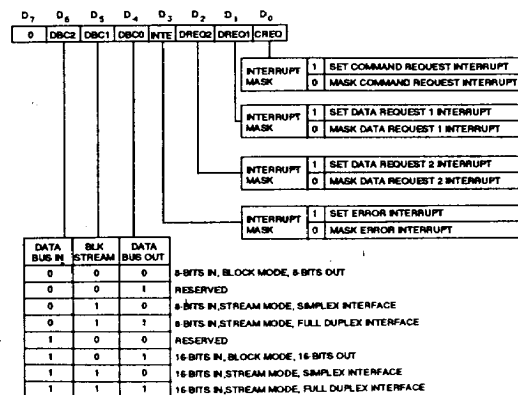 D7 D6 D5 D4 D3 D2 D1 D0
0 DBC2 DBC1 DBC0 INTE DREQ2 DREQ1 CREQ
INTERRUPT MASK 1 SET COMMAND REQUEST INTERRUPT
0 MASK COMMAND REQUEST INTERRUPT
INTERRUPT MASK 1 SET DATA REQUEST 1 INTERRUPT
0 MASK DATA REQUEST 1 INTERRUPT
INTERRUPT MASK 1 SET DATA REQUEST 2 INTERRUPT
0 MASK DATA REQUEST 2 INTERRUPT
INTERRUPT MASK 1 SET ERROR INTERRUPT
0 MASK ERROR INTERRUPT
DATA BUS IN BLK STREAM DATA BUS OUT
0 0 0 8-BITS IN, BLOCK MODE, 8-BITS OUT
0 0 1 RESERVED
0 1 0 8-BITS IN, STREAM MODE, SIMPLEX INTERFACE
0 1 1 8-BITS IN, STREAM MODE, FULL DUPLEX INTERFACE
1 0 0 RESERVED
1 0 1 16-BITS IN, BLOCK MODE, 16-BITS OUT
1 1 0 16-BITS IN, STREAM MODE, SIMPLEX INTERFACE
1 1 1 16-BITS IN, STREAM MODE, FULL DUPLEX INTERFACE